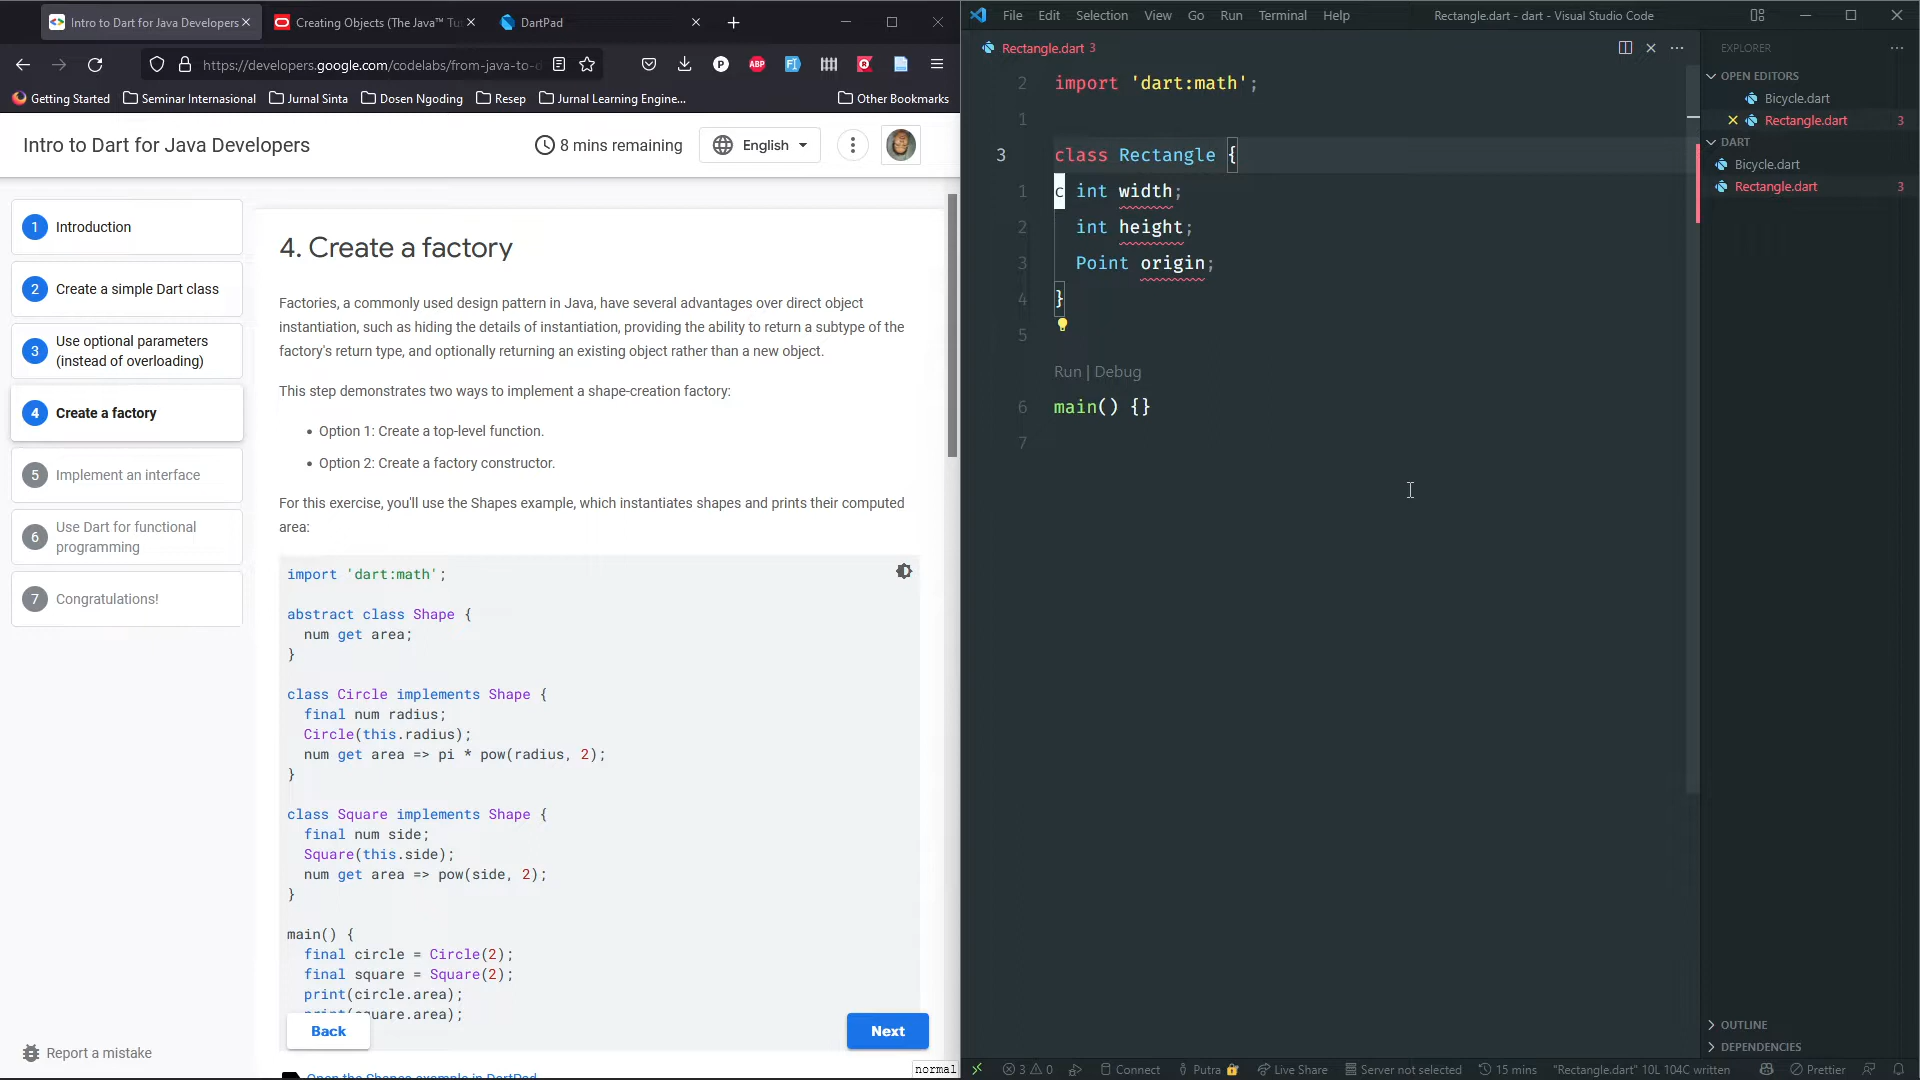 Intro to Dart for Java Developers
Creating Objects (The Java™ Tut
DartPad
https://developers.google.com/codelabs/from-java-to-d
ABP
Getting Started
Seminar Internasional
Jurnal Sinta
Dosen Ngoding
Resep
Jurnal Learning Engine...
Other Bookmarks
Intro to Dart for Java Developers
8 mins remaining
English
1 Introduction
2 Create a simple Dart class
3 Use optional parameters
(instead of overloading)
4 Create a factory
5 Implement an interface
6 Use Dart for functional
programming
7 Congratulations!
Report a mistake
4. Create a factory
Factories, a commonly used design pattern in Java, have several advantages over direct object
instantiation, such as hiding the details of instantiation, providing the ability to return a subtype of the
factory's return type, and optionally returning an existing object rather than a new object.
This step demonstrates two ways to implement a shape-creation factory:
• Option 1: Create a top-level function.
• Option 2: Create a factory constructor.
For this exercise, you'll use the Shapes example, which instantiates shapes and prints their computed
area:
import 'dart:math';
abstract class Shape {
num get area;
}
class Circle implements Shape {
final num radius;
Circle(this.radius);
num get area => pi * pow(radius, 2);
}
class Square implements Shape {
final num side;
Square(this.side);
num get area => pow(side, 2);
}
main() {
final circle = Circle(2);
final square = Square(2);
print(circle.area);
print(square.area);
Back
Next
Open the Shapes example in DartPad
normal
File Edit Selection View Go Run Terminal Help
Rectangle.dart - dart - Visual Studio Code
Rectangle.dart 3
2 import 'dart:math';
1
3 class Rectangle {
1 c int width;
2 int height;
3 Point origin;
4 }
5
Run | Debug
6 main() {}
7
EXPLORER
OPEN EDITORS
Bicycle.dart
Rectangle.dart 3
DART
Bicycle.dart
Rectangle.dart 3
OUTLINE
DEPENDENCIES
3 0
Connect
Putra
Live Share
Server not selected
15 mins
"Rectangle.dart" 10L 104C written
Prettier